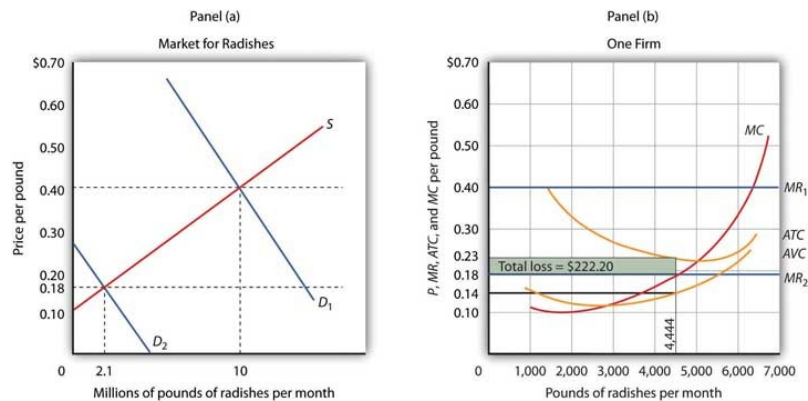 Panel (a)
Market for Radishes
$0.70
0.60
0.50
0.40
0.30
0.20
0.18
0.10
0
Price per pound
S
D1
D2
2.1
10
Millions of pounds of radishes per month
Panel (b)
One Firm
$0.70
0.60
0.50
0.40
0.30
0.23
0.18
0.14
0.10
0
P, MR, ATC, and MC per pound
MC
MR1
ATC
AVC
MR2
Total loss = $222.20
4,444
1,000 2,000 3,000 4,000 5,000 6,000 7,000
Pounds of radishes per month